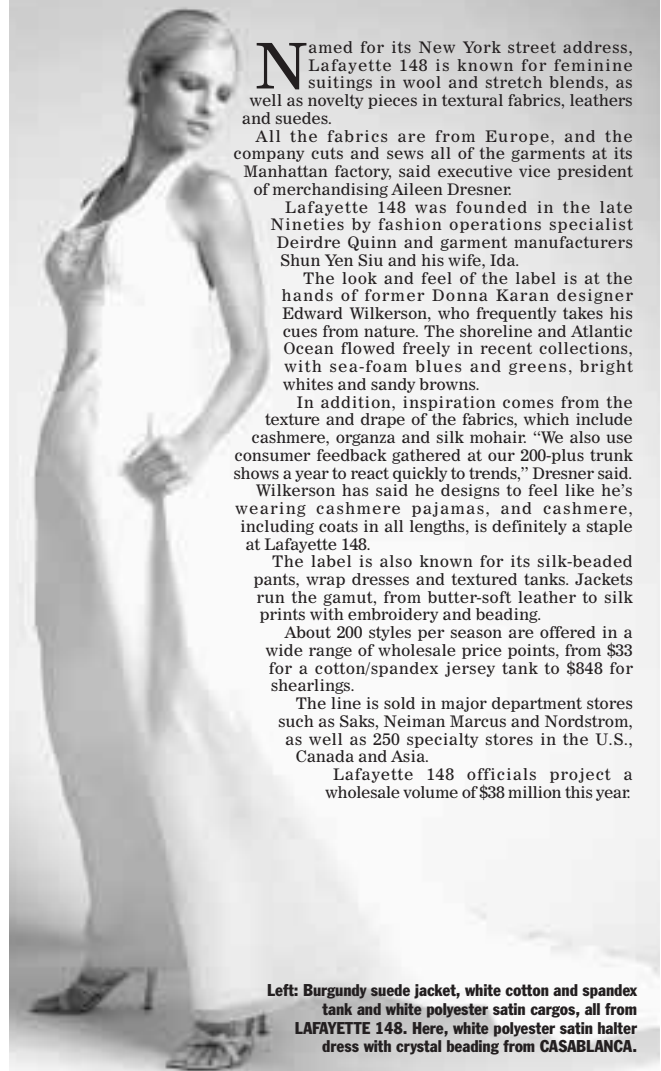 Named for its New York street address,
Lafayette 148 is known for feminine
suitings in wool and stretch blends, as
well as novelty pieces in textural fabrics, leathers
and suedes.
All the fabrics are from Europe, and the
company cuts and sews all of the garments at its
Manhattan factory, said executive vice president
of merchandising Aileen Dresner.
Lafayette 148 was founded in the late
Nineties by fashion operations specialist
Deirdre Quinn and garment manufacturers
Shun Yen Siu and his wife, Ida.
The look and feel of the label is at the
hands of former Donna Karan designer
Edward Wilkerson, who frequently takes his
cues from nature. The shoreline and Atlantic
Ocean flowed freely in recent collections,
with sea-foam blues and greens, bright
whites and sandy browns.
In addition, inspiration comes from the
texture and drape of the fabrics, which include
cashmere, organza and silk mohair. “We also use
consumer feedback gathered at our 200-plus trunk
shows a year to react quickly to trends,” Dresner said.
Wilkerson has said he designs to feel like he’s
wearing cashmere pajamas, and cashmere,
including coats in all lengths, is definitely a staple
at Lafayette 148.
The label is also known for its silk-beaded
pants, wrap dresses and textured tanks. Jackets
run the gamut, from butter-soft leather to silk
prints with embroidery and beading.
About 200 styles per season are offered in a
wide range of wholesale price points, from $33
for a cotton/spandex jersey tank to $848 for
shearlings.
The line is sold in major department stores
such as Saks, Neiman Marcus and Nordstrom,
as well as 250 specialty stores in the U.S.,
Canada and Asia.
Lafayette 148 officials project a
wholesale volume of $38 million this year.
Left: Burgundy suede jacket, white cotton and spandex
tank and white polyester satin cargos, all from
LAFAYETTE 148. Here, white polyester satin halter
dress with crystal beading from CASABLANCA.